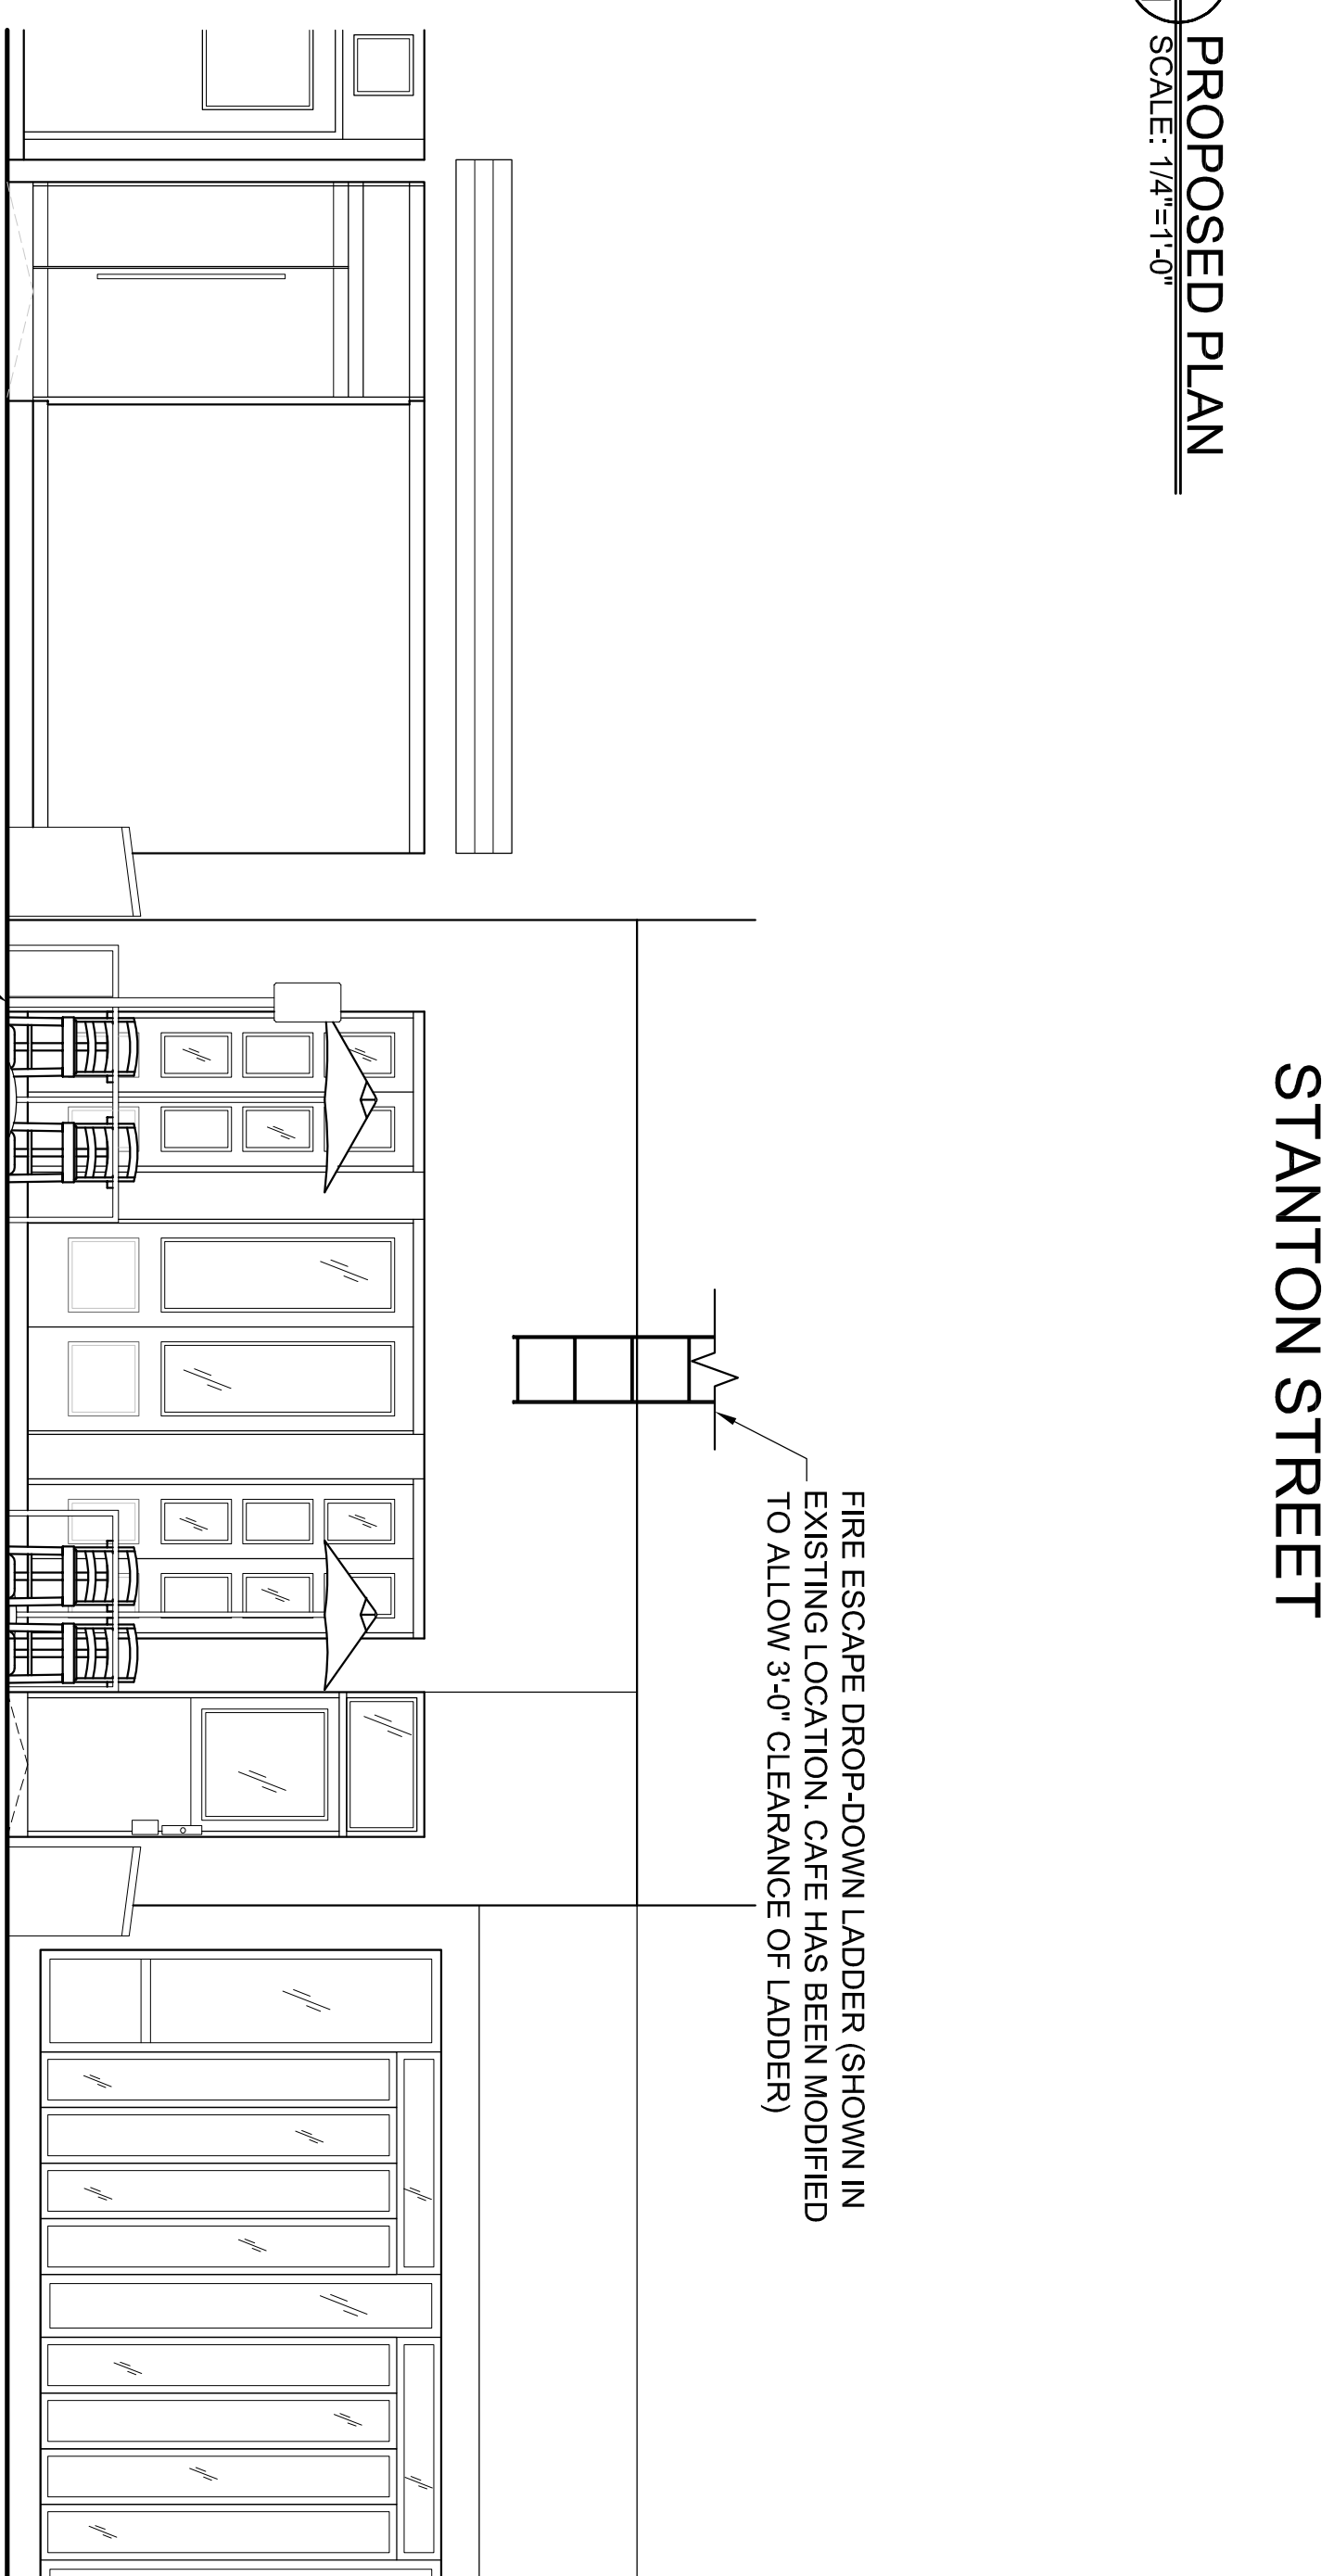 STANTON STREET
PROPOSED PLAN
SCALE: 1/4"=1'-0"
FIRE ESCAPE DROP-DOWN LADDER (SHOWN IN
EXISTING LOCATION. CAFE HAS BEEN MODIFIED
TO ALLOW 3'-0" CLEARANCE OF LADDER)